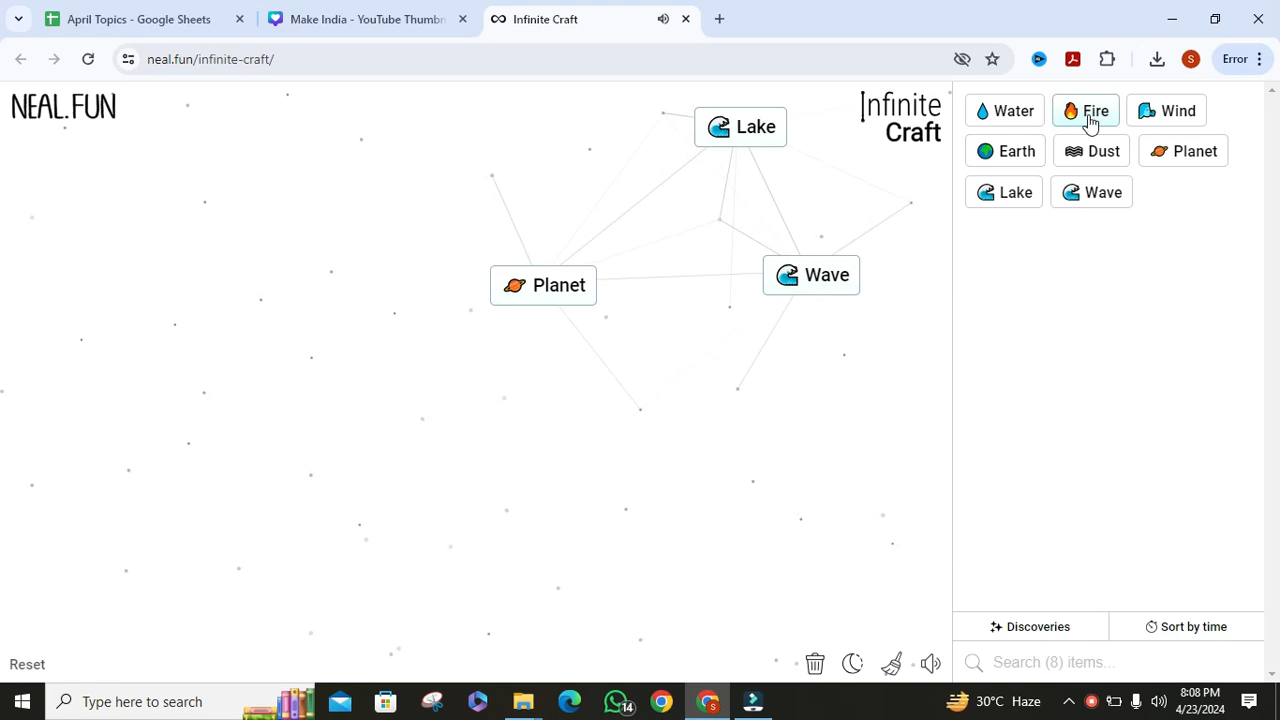 April Topics - Google Sheets
Make India - YouTube Thumbn
Infinite Craft
neal.fun/infinite-craft/
Error
NEAL.FUN
Infinite
Craft
Lake
Planet
Wave
Water
Fire
Wind
Earth
Dust
Planet
Lake
Wave
Discoveries
Sort by time
Search (8) items...
Reset
Type here to search
14
S
30°C Haze
8:08 PM
4/23/2024